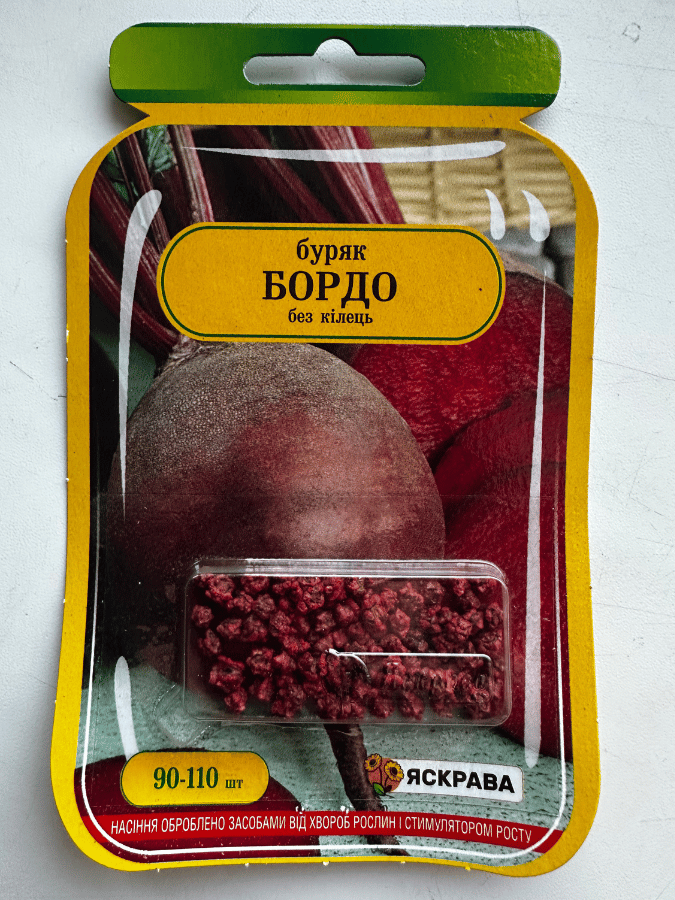 буряк
БОРДО
без кілець
90-110 шт
ЯСКРАВА
НАСІННЯ ОБРОБЛЕНО ЗАСОБАМИ ВІД ХВОРОБ РОСЛИН І СТИМУЛЯТОРОМ РОСТУ